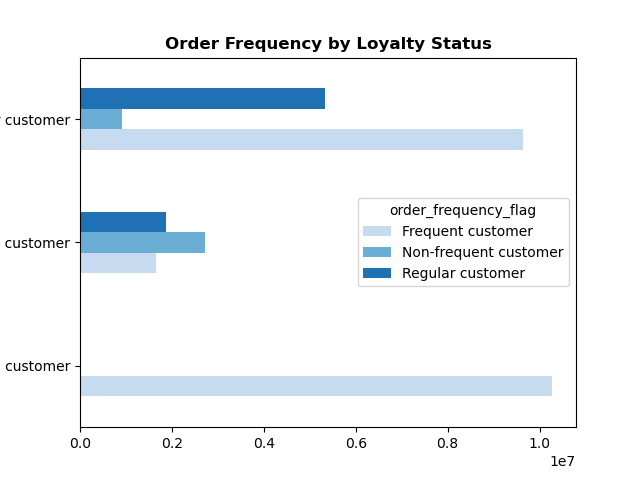 Order Frequency by Loyalty Status
customer
customer
customer
order_frequency_flag
Frequent customer
Non-frequent customer
Regular customer
0.0 0.2 0.4 0.6 0.8 1.0
1e7